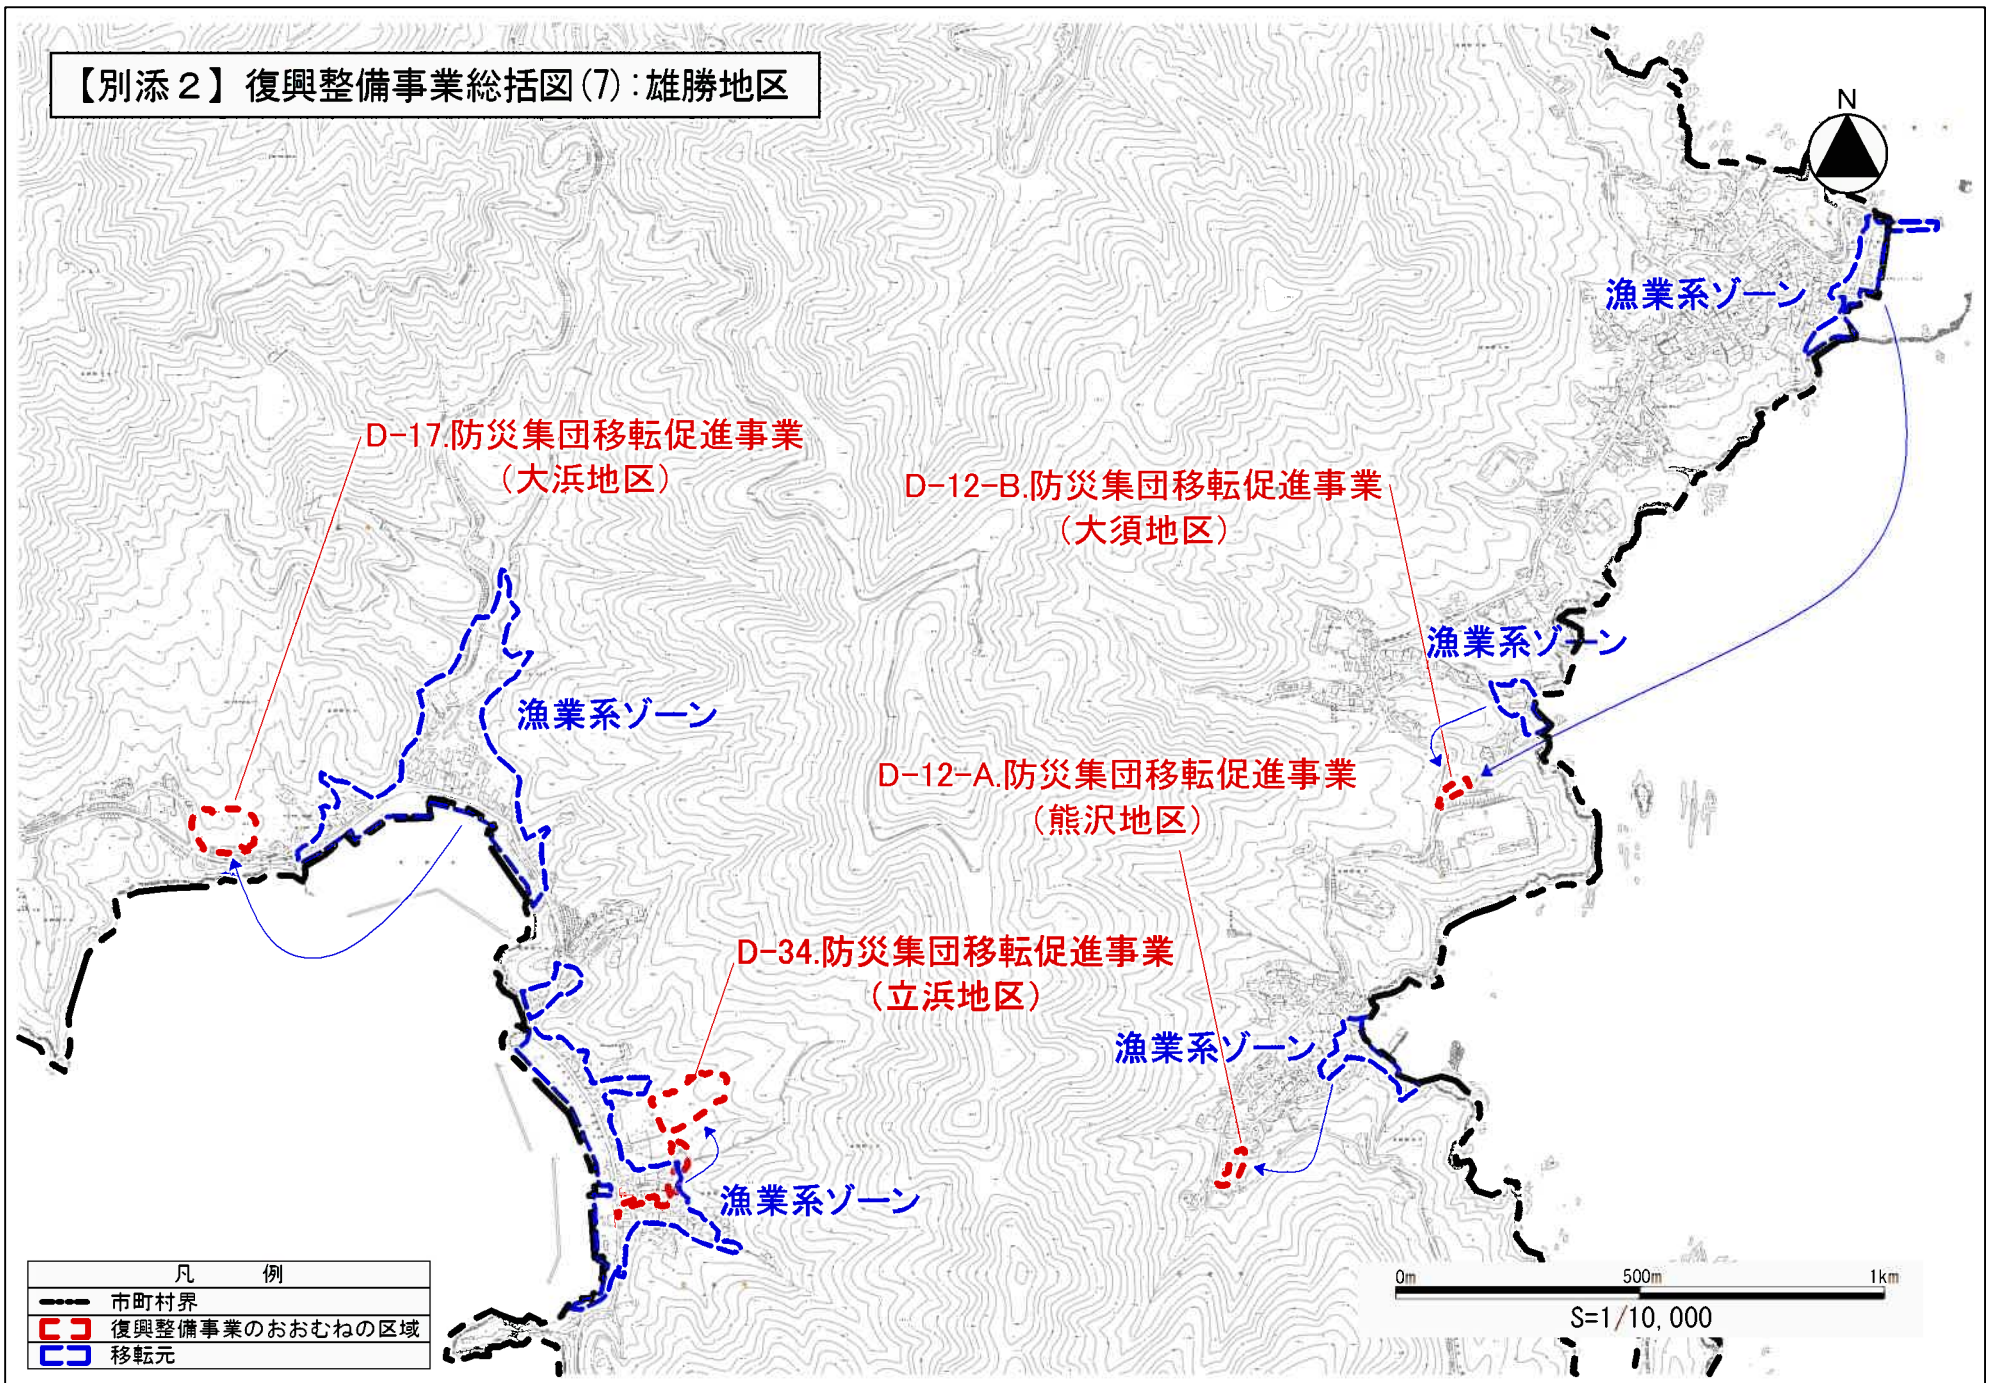 【別添２】復興整備事業総括図(7):雄勝地区
N
漁業系ゾーン
D-17.防災集団移転促進事業
(大浜地区)
D-12-B.防災集団移転促進事業
(大須地区)
漁業系ゾーン
漁業系ゾーン
D-12-A.防災集団移転促進事業
(熊沢地区)
D-34.防災集団移転促進事業
(立浜地区)
漁業系ゾーン
漁業系ゾーン
凡 例
市町村界
復興整備事業のおおむねの区域
移転元
0m 500m 1km
S=1/10,000